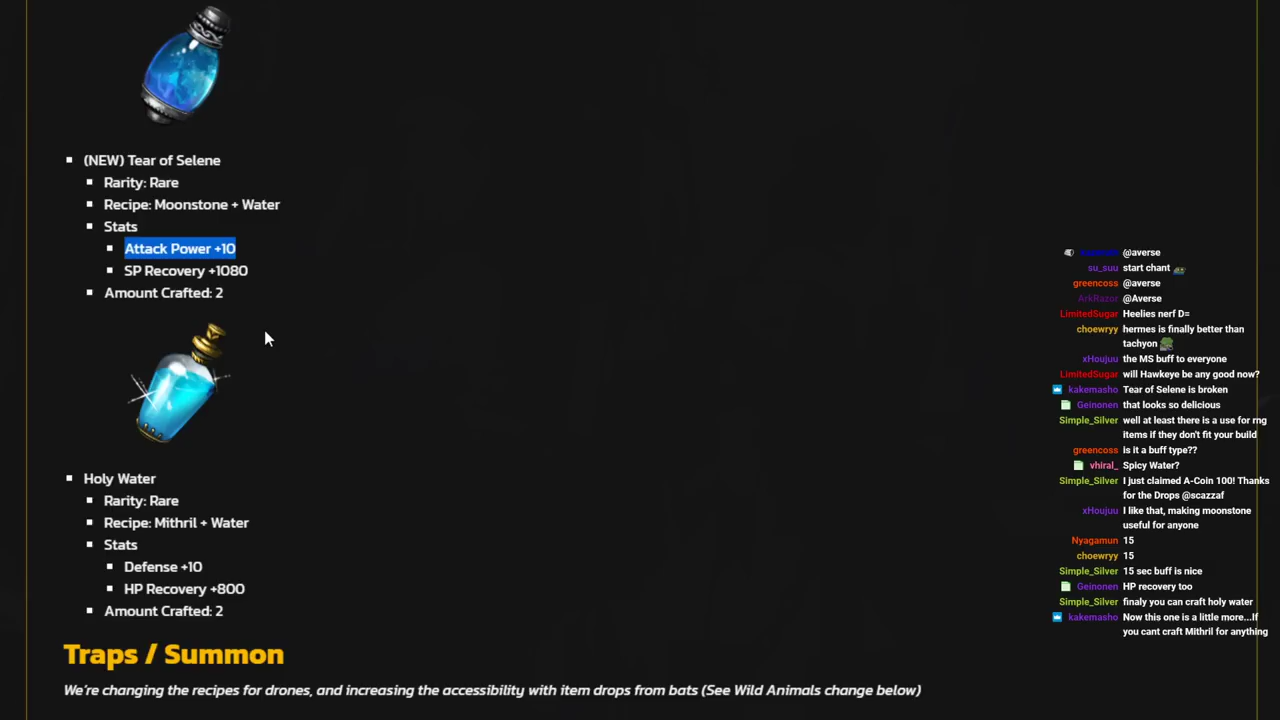 (NEW) Tear of Selene
Rarity: Rare
Recipe: Moonstone + Water
Stats
Attack Power +10
SP Recovery +1080
Amount Crafted: 2
Holy Water
Rarity: Rare
Recipe: Mithril + Water
Stats
Defense +10
HP Recovery +800
Amount Crafted: 2
Traps / Summon
We're changing the recipes for drones, and increasing the accessibility with item drops from bats (See Wild Animals change below)
@averse
su_suu start chant
greencoss @averse
ArkRazor @Averse
LimitedSugar Heelies nerf D=
choewryy hermes is finally better than
tachyon
xHoujuu the MS buff to everyone
LimitedSugar will Hawkeye be any good now?
kakemasho Tear of Selene is broken
Geinonen that looks so delicious
Simple_Silver well at least there is a use for rng
items if they don't fit your build
greencoss is it a buff type??
vhiral_ Spicy Water?
Simple_Silver I just claimed A-Coin 100! Thanks
for the Drops @scazzaf
xHoujuu I like that, making moonstone
useful for anyone
Nyagamun 15
choewryy 15
Simple_Silver 15 sec buff is nice
Geinonen HP recovery too
Simple_Silver finaly you can craft holy water
kakemasho Now this one is a little more...If
you cant craft Mithril for anything